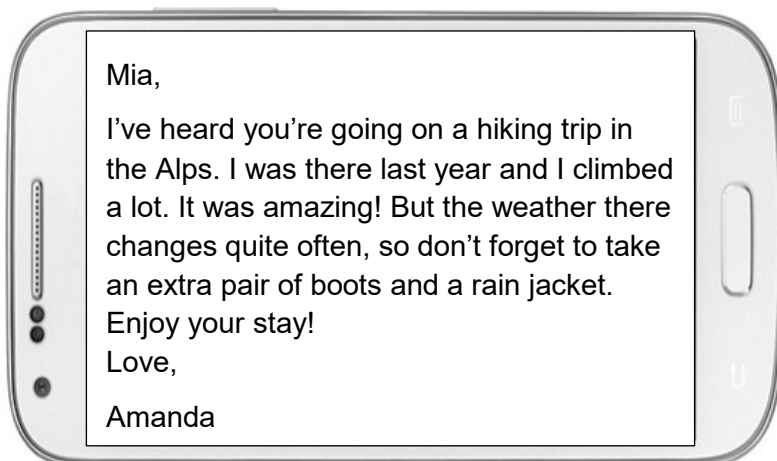 Mia,
I’ve heard you’re going on a hiking trip in
the Alps. I was there last year and I climbed
a lot. It was amazing! But the weather there
changes quite often, so don’t forget to take
an extra pair of boots and a rain jacket.
Enjoy your stay!
Love,
Amanda